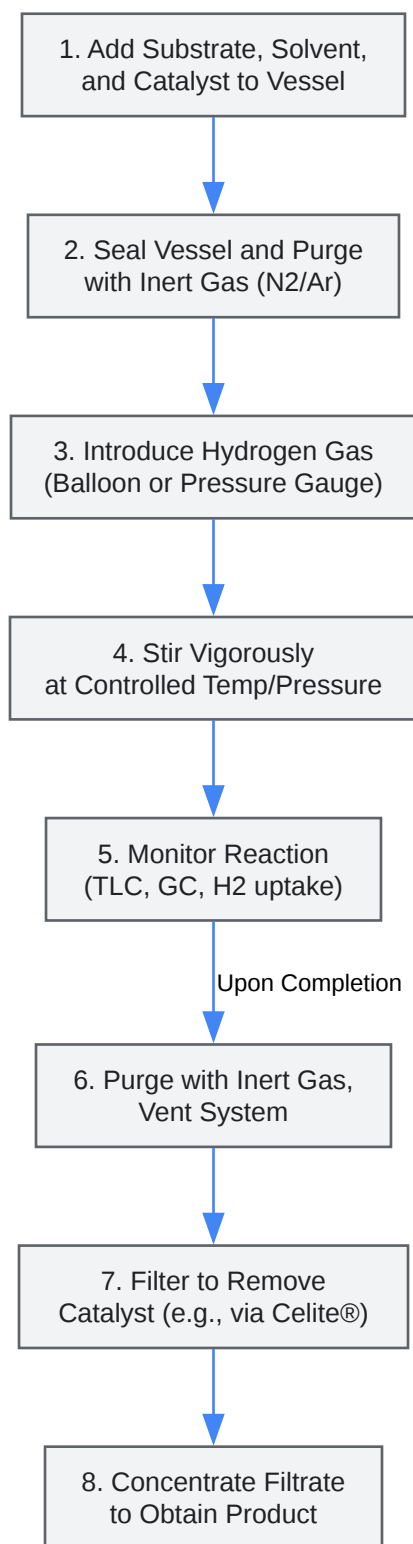 1. Add Substrate, Solvent,
and Catalyst to Vessel
2. Seal Vessel and Purge
with Inert Gas (N2/Ar)
3. Introduce Hydrogen Gas
(Balloon or Pressure Gauge)
4. Stir Vigorously
at Controlled Temp/Pressure
5. Monitor Reaction
(TLC, GC, H2 uptake)
Upon Completion
6. Purge with Inert Gas,
Vent System
7. Filter to Remove
Catalyst (e.g., via Celite®)
8. Concentrate Filtrate
to Obtain Product